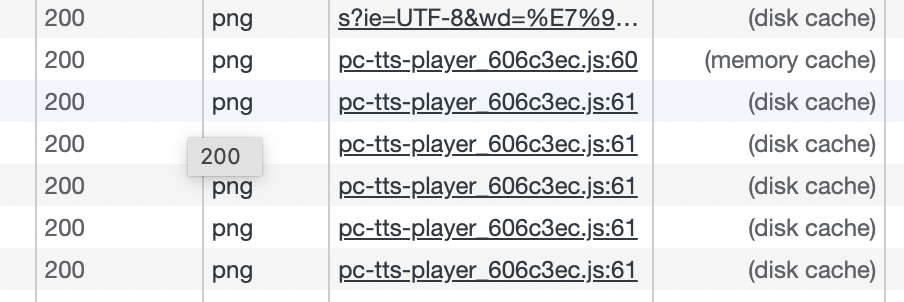 200 png s?ie=UTF-8&wd=%E7%9... (disk cache)
200 png pc-tts-player_606c3ec.js:60 (memory cache)
200 png pc-tts-player_606c3ec.js:61 (disk cache)
200 pc-tts-player_606c3ec.js:61 (disk cache)
200
200 png pc-tts-player_606c3ec.js:61 (disk cache)
200 png pc-tts-player_606c3ec.js:61 (disk cache)
200 png pc-tts-player_606c3ec.js:61 (disk cache)